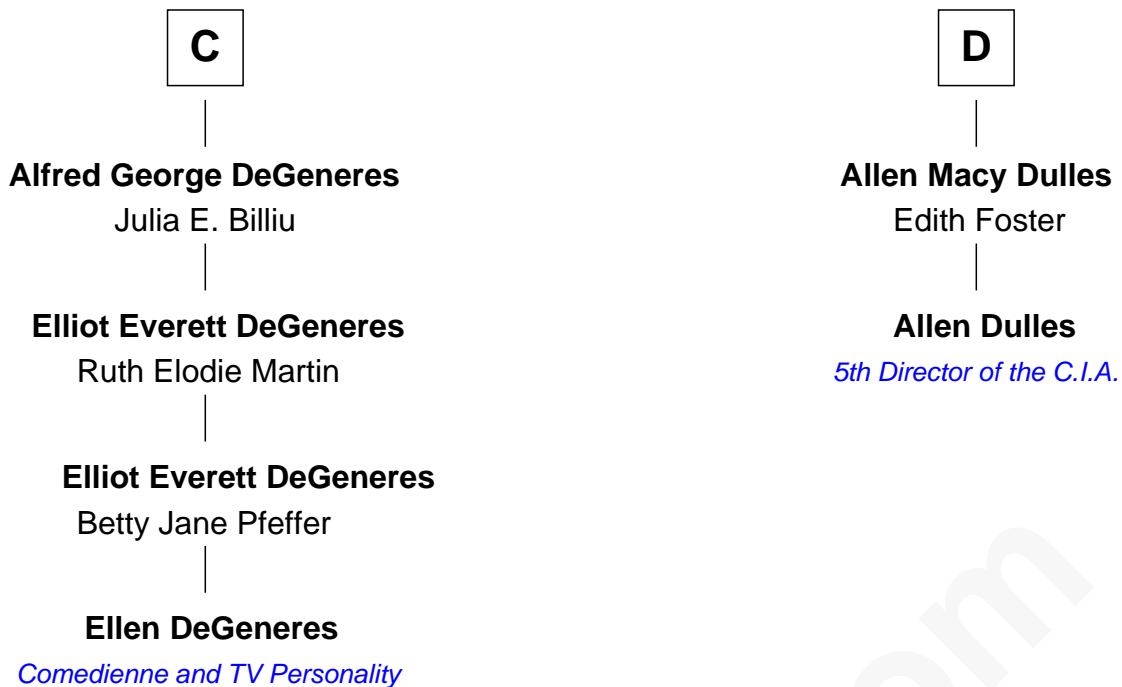 C
Alfred George DeGeneres
Julia E. Billiu
Elliot Everett DeGeneres
Ruth Elodie Martin
Elliot Everett DeGeneres
Betty Jane Pfeffer
Ellen DeGeneres
Comedienne and TV Personality
D
Allen Macy Dulles
Edith Foster
Allen Dulles
5th Director of the C.I.A.
om